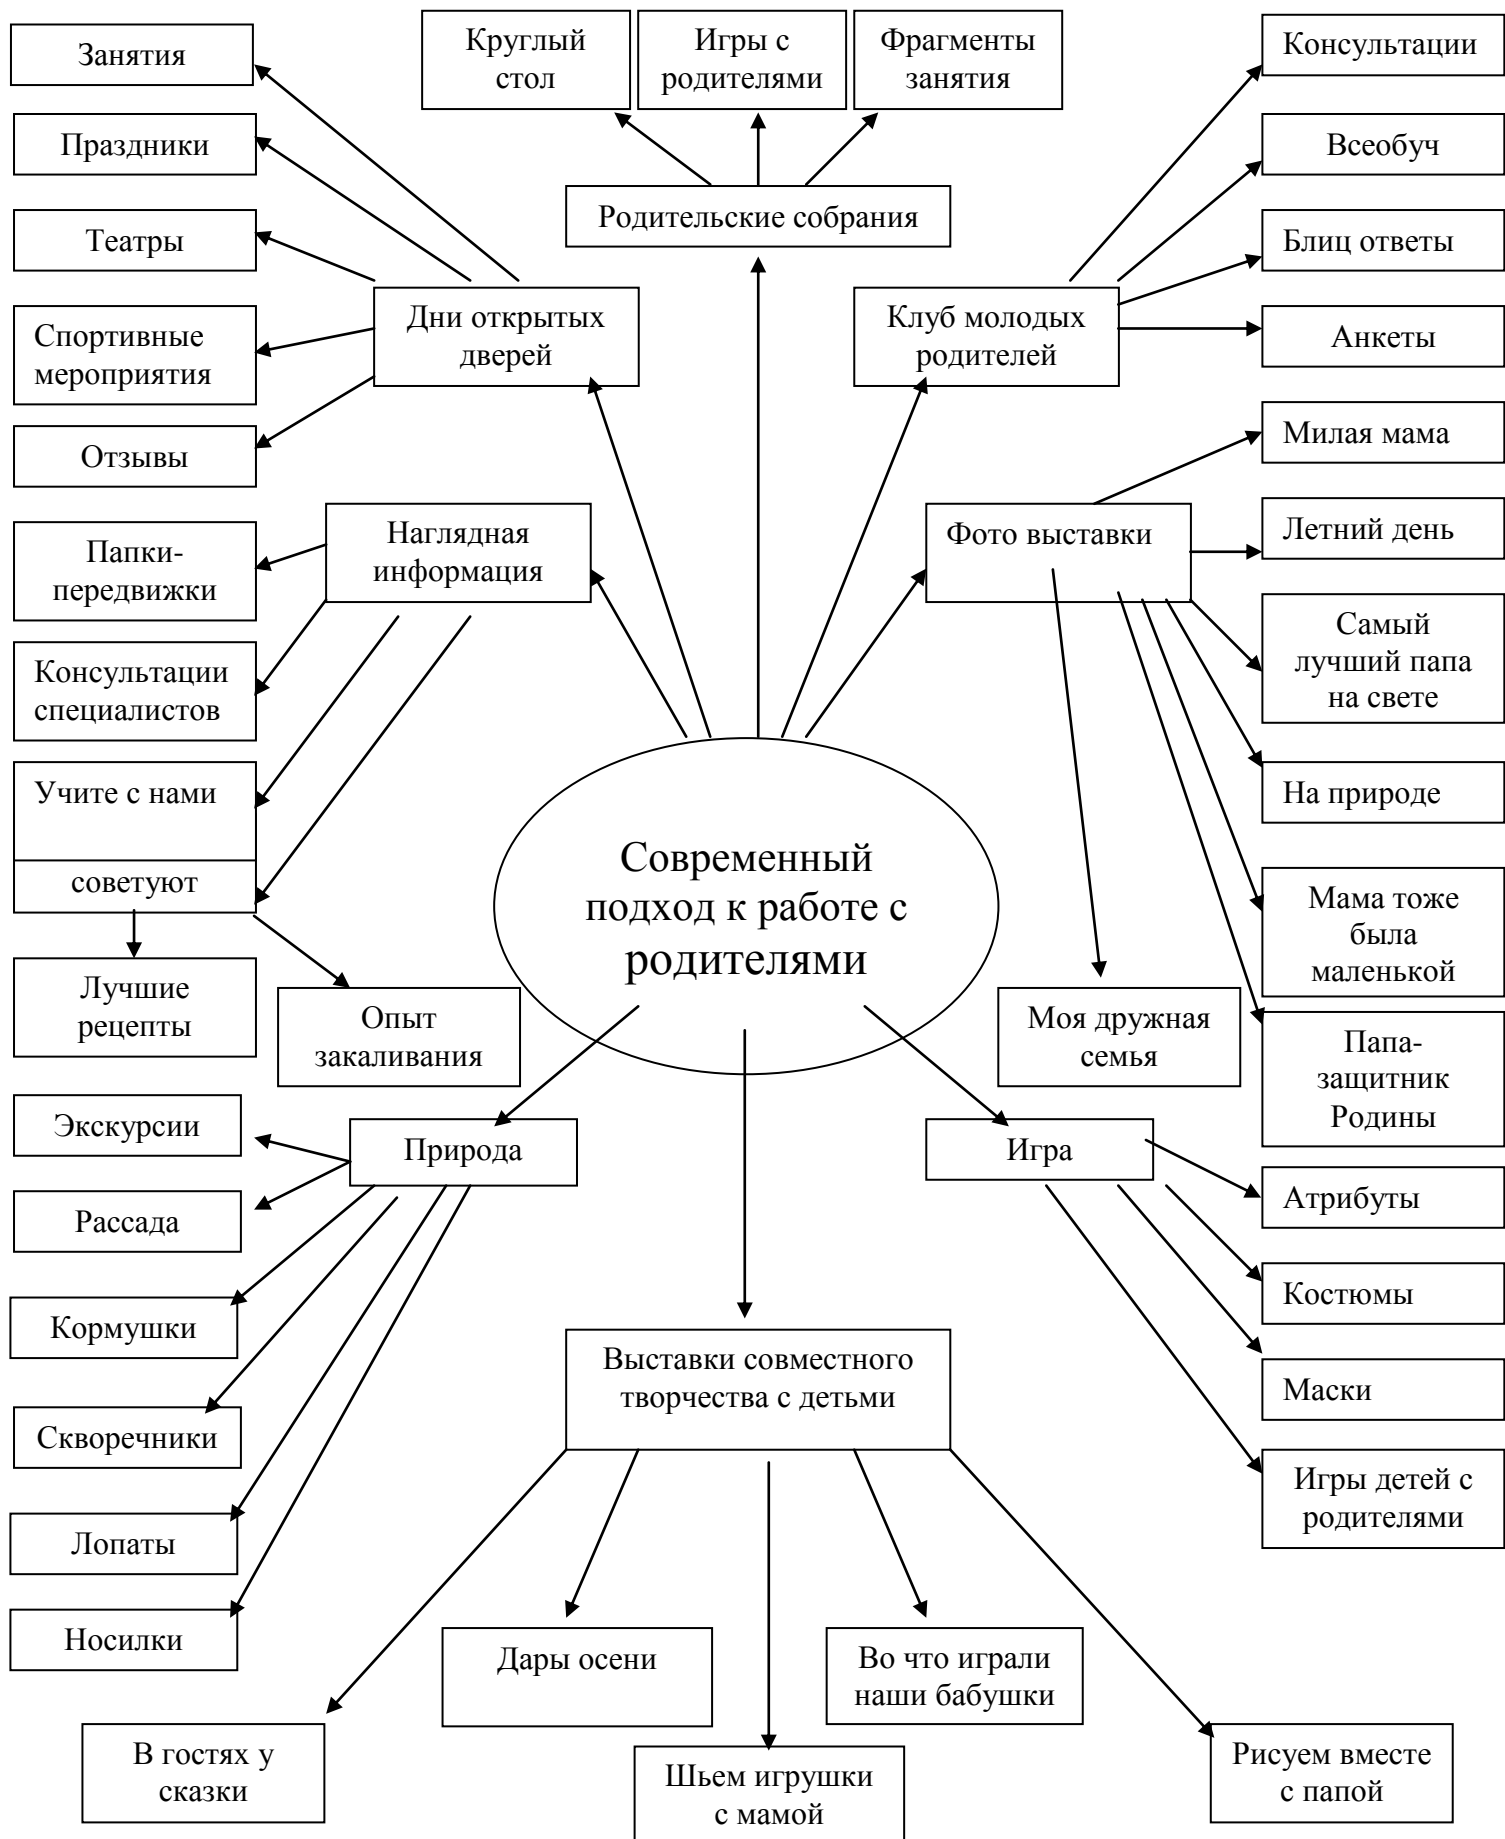 Занятия
Праздники
Театры
Спортивные
мероприятия
Отзывы
Круглый
стол
Игры с
родителями
Фрагменты
занятия
Родительские собрания
Дни открытых
дверей
Клуб молодых
родителей
Консультации
Всеобуч
Блиц ответы
Анкеты
Наглядная
информация
Папки-
передвижки
Консультации
специалистов
Учите с нами
советуют
Лучшие
рецепты
Опыт
закаливания
Фото выставки
Милая мама
Летний день
Самый
лучший папа
на свете
На природе
Мама тоже
была
маленькой
Папа-
защитник
Родины
Моя дружная
семья
Современный
подход к работе с
родителями
Природа
Экскурсии
Рассада
Кормушки
Скворечники
Лопаты
Носилки
Игра
Атрибуты
Костюмы
Маски
Игры детей с
родителями
Выставки совместного
творчества с детьми
В гостях у
сказки
Дары осени
Шьем игрушки
с мамой
Во что играли
наши бабушки
Рисуем вместе
с папой